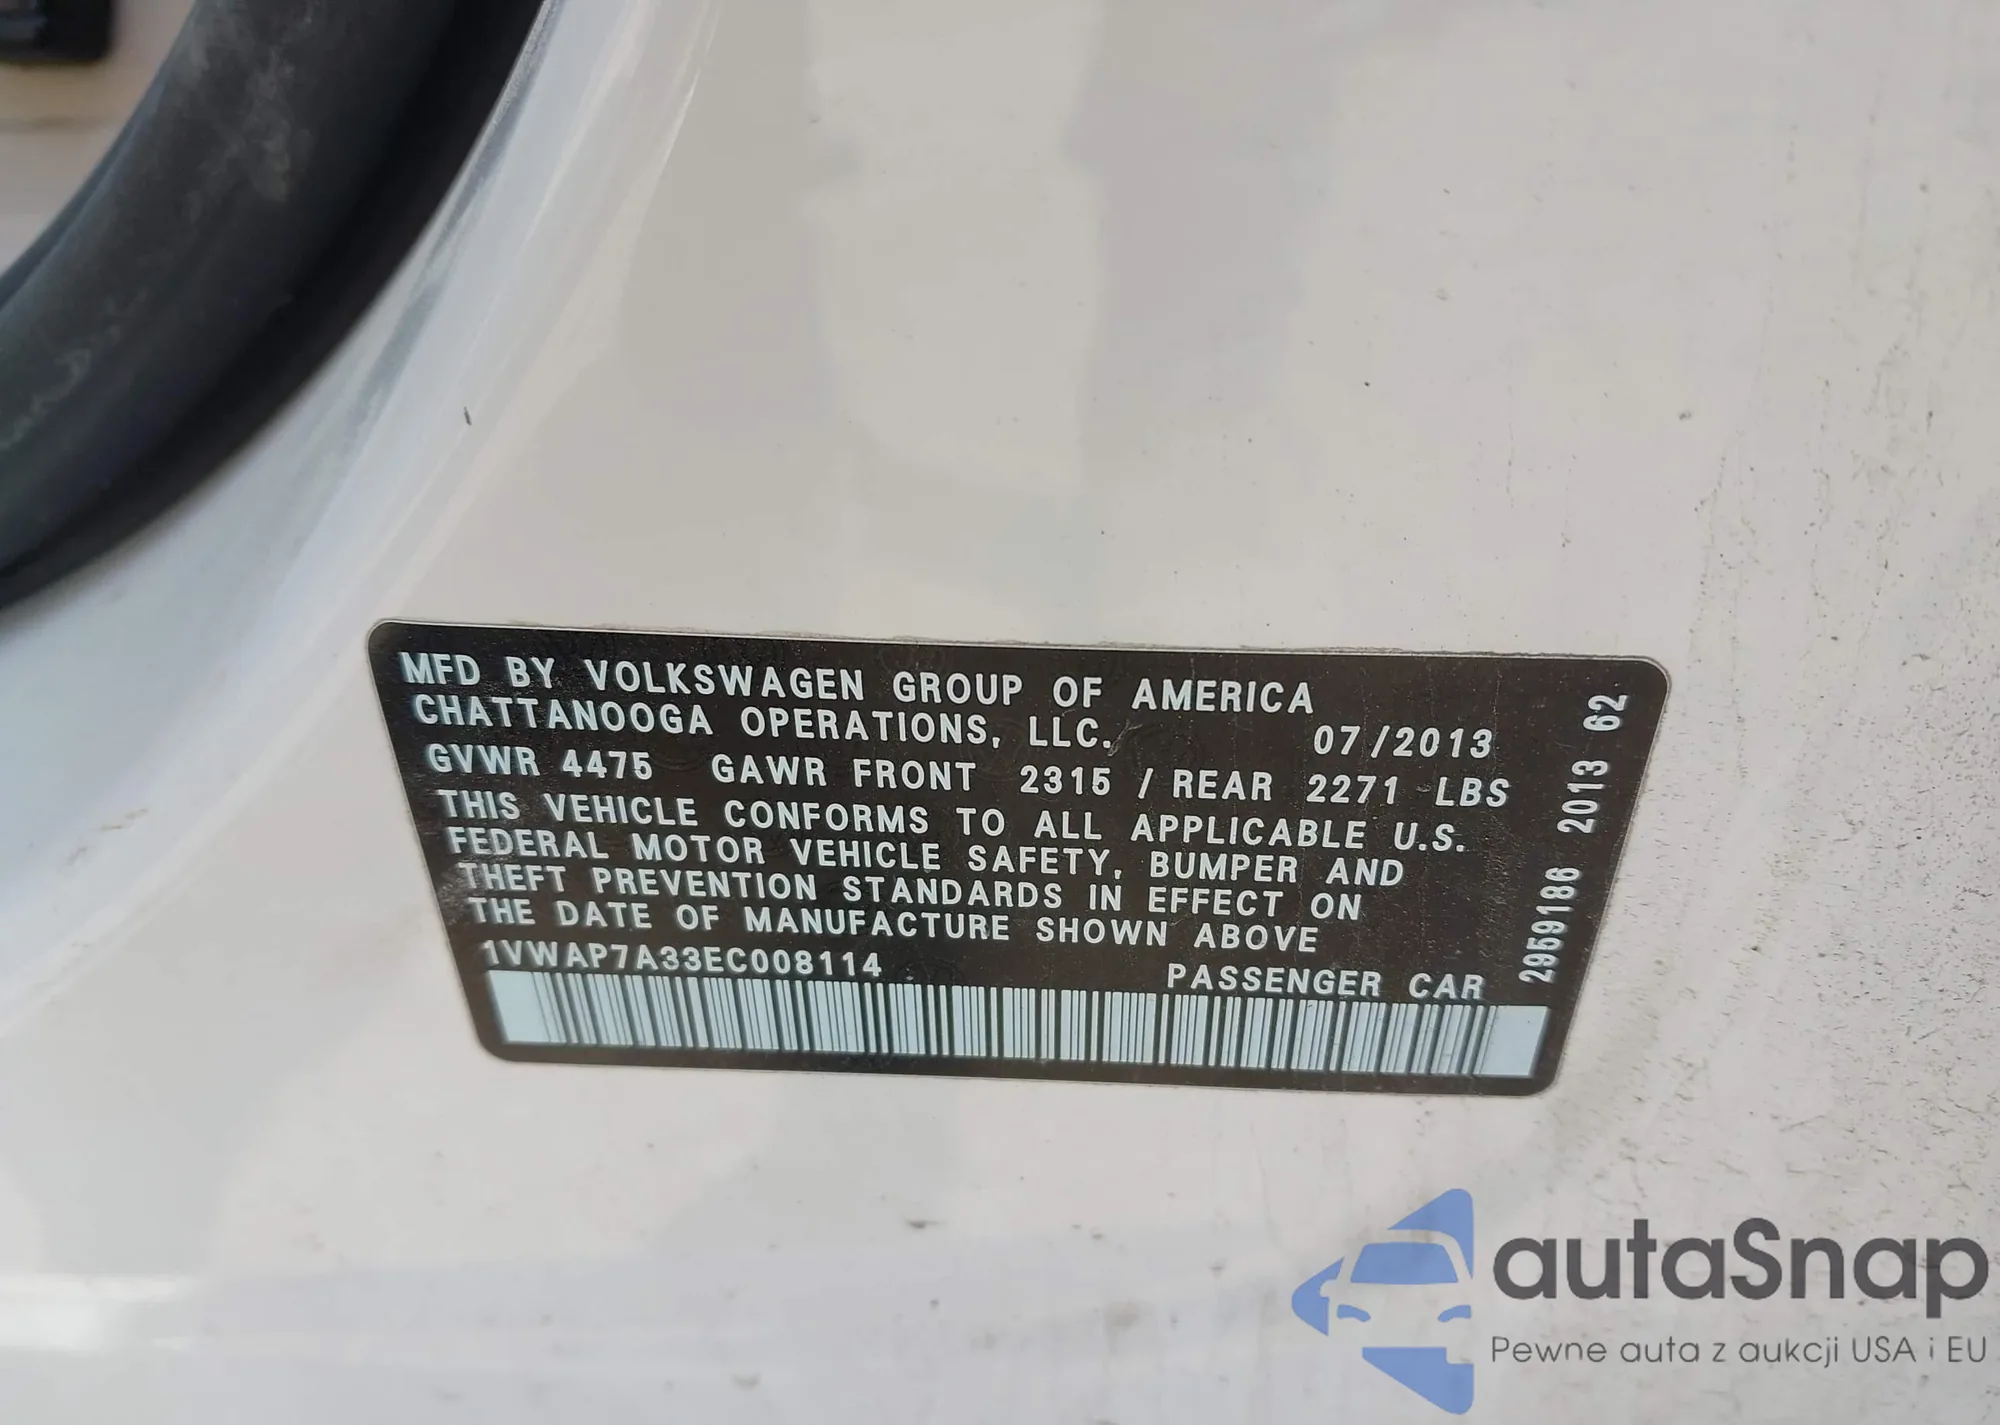 MFD BY VOLKSWAGEN GROUP OF AMERICA
CHATTANOOGA OPERATIONS, LLC. 07/2013
GVWR 4475 GAWR FRONT 2315 / REAR 2271 LBS
THIS VEHICLE CONFORMS TO ALL APPLICABLE U.S.
FEDERAL MOTOR VEHICLE SAFETY, BUMPER AND
THEFT PREVENTION STANDARDS IN EFFECT ON
THE DATE OF MANUFACTURE SHOWN ABOVE
1VWAP7A33EC008114 PASSENGER CAR
2959186 2013 62
autaSnap
Pewne auta z aukcji USA i EU